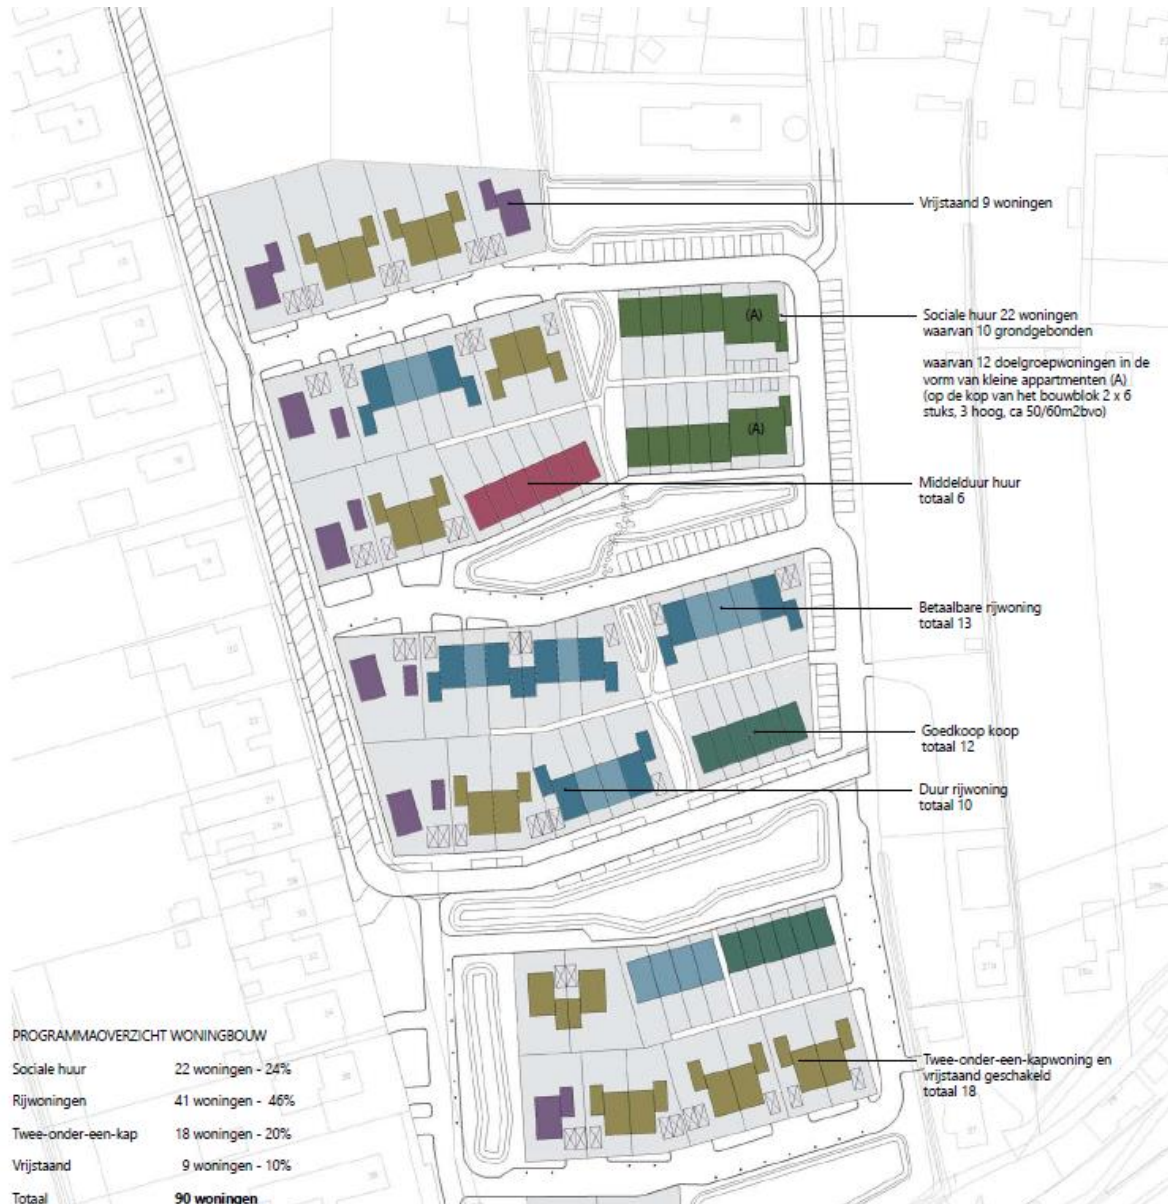 Vrijstaand 9 woningen
Sociale huur 22 woningen
waarvan 10 grondgebonden
waarvan 12 doelgroepwoningen in de
vorm van kleine appartementen (A)
(op de kop van het bouwblok 2 x 6
stuks, 3 hoog, ca 50/60m2bvo)
(A)
(A)
Middelduur huur
totaal 6
Betaalbare rijwoning
totaal 13
Goedkoop koop
totaal 12
Duur rijwoning
totaal 10
Twee-onder-een-kapwoning en
vrijstaand geschakeld
totaal 18
PROGRAMMAOVERZICHT WONINGBOUW
Sociale huur 22 woningen - 24%
Rijwoningen 41 woningen - 46%
Twee-onder-een-kap 18 woningen - 20%
Vrijstaand 9 woningen - 10%
Totaal 90 woningen